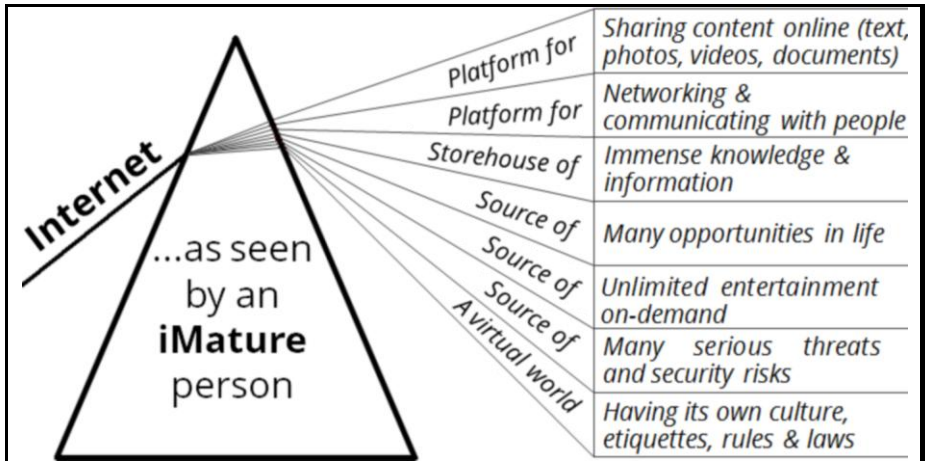 Internet
...as seen
by an
iMature
person
Platform for
Sharing content online (text,
photos, videos, documents)
Platform for
Networking &
communicating with people
Storehouse of
Immense knowledge &
information
Source of
Many opportunities in life
Source of
Unlimited entertainment
on-demand
Source of
Many serious threats
and security risks
A virtual world
Having its own culture,
etiquettes, rules & laws